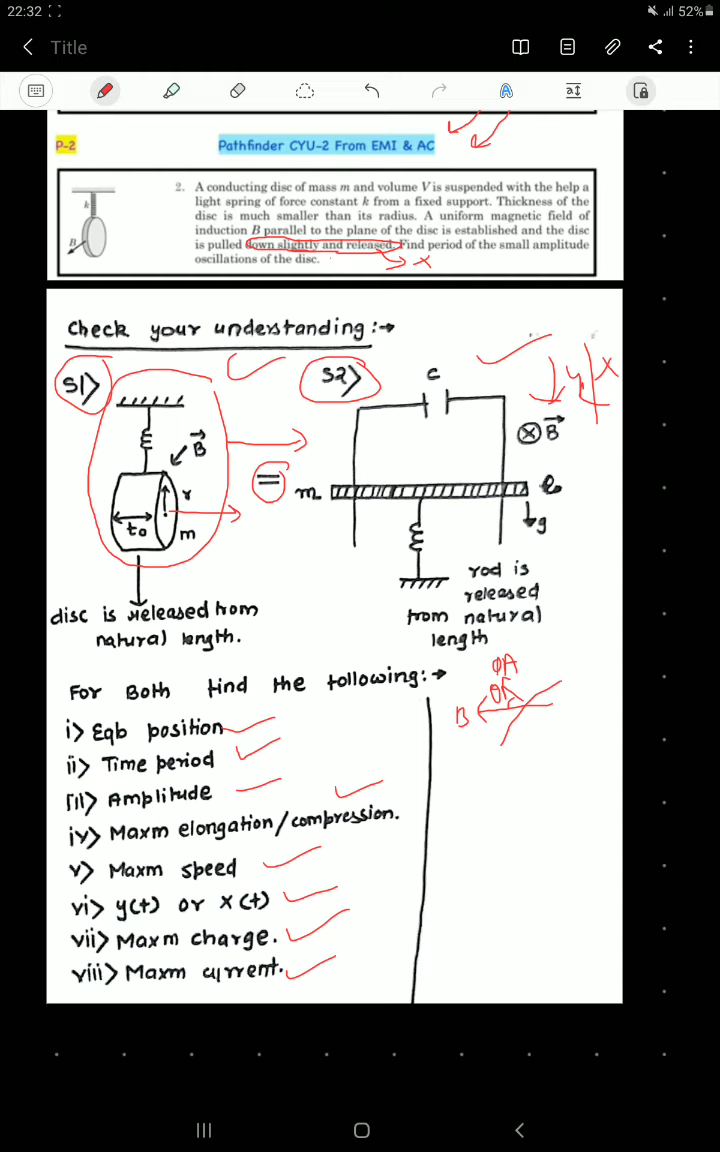 22:32
52%
Title
P-2
Pathfinder CYU-2 From EMI & AC
2. A conducting disc of mass m and volume V is suspended with the help a
light spring of force constant k from a fixed support. Thickness of the
disc is much smaller than its radius. A uniform magnetic field of
induction B parallel to the plane of the disc is established and the disc
is pulled down slightly and released. Find period of the small amplitude
oscillations of the disc.
k
B
x
Check your understanding :→
S1>
B
r
t₀
m
disc is released from
natural length.
=
S2>
c
y
x
⊗ B
m
l
g
rod is
released
from natural
length
For Both find the following :→
i> Eqb position
ii) Time period
iii) Amplitude
iv) Maxm elongation/compression.
v) Maxm speed
vi> y(t) or x(t)
vii) Maxm charge.
viii) Maxm current.
B